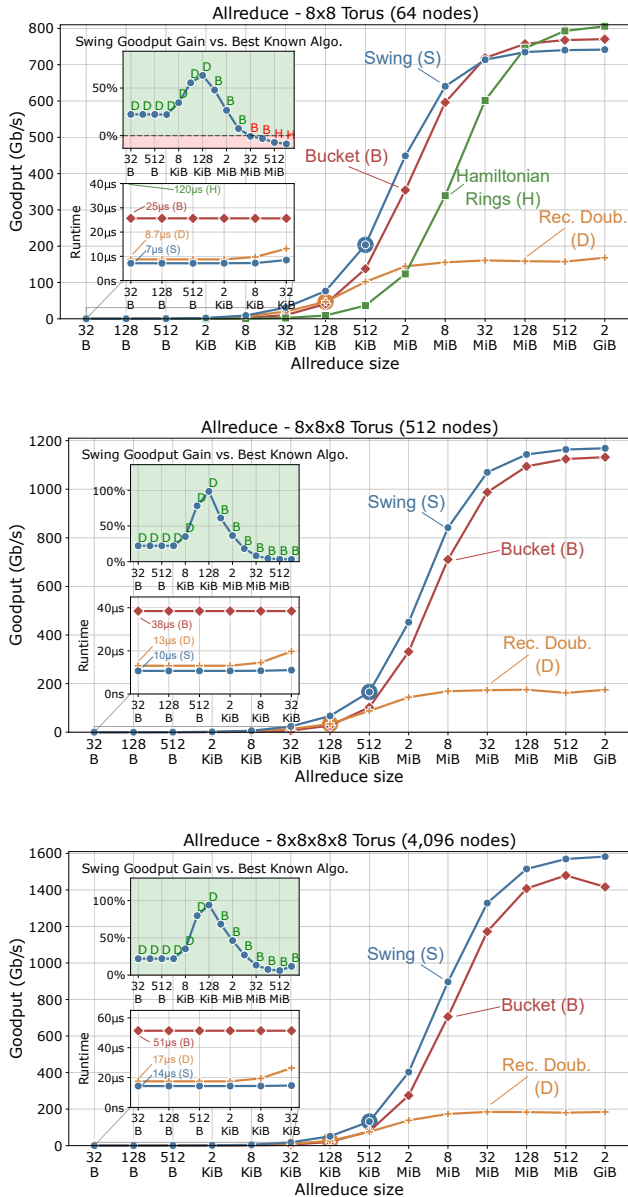 Allreduce - 8x8 Torus (64 nodes)
800
700
600
500
400
300
200
100
0
Goodput (Gb/s)
Swing Goodput Gain vs. Best Known Algo.
50%
0%
D D D D D D D B B B B B H H
32 512 8 128 2 32 512
B B KiB KiB MiB MiB MiB
40µs
30µs
20µs
10µs
0ns
Runtime
120µs (H)
25µs (B)
8.7µs (D)
7µs (S)
32 128 512 2 8 32
B B B KiB KiB KiB
Swing (S)
Bucket (B)
Hamiltonian
Rings (H)
Rec. Doub.
(D)
32 128 512 2 8 32 128 512 2 8 32 128 512 2
B B B KiB KiB KiB KiB KiB MiB MiB MiB MiB MiB GiB
Allreduce size
Allreduce - 8x8x8 Torus (512 nodes)
1200
1000
800
600
400
200
0
Goodput (Gb/s)
Swing Goodput Gain vs. Best Known Algo.
100%
50%
0%
D D D D D D D B B B B B B B
32 512 8 128 2 32 512
B B KiB KiB MiB MiB MiB
40µs
20µs
0ns
Runtime
38µs (B)
13µs (D)
10µs (S)
32 128 512 2 8 32
B B B KiB KiB KiB
Swing (S)
Bucket (B)
Rec. Doub.
(D)
32 128 512 2 8 32 128 512 2 8 32 128 512 2
B B B KiB KiB KiB KiB KiB MiB MiB MiB MiB MiB GiB
Allreduce size
Allreduce - 8x8x8x8 Torus (4,096 nodes)
1600
1400
1200
1000
800
600
400
200
0
Goodput (Gb/s)
Swing Goodput Gain vs. Best Known Algo.
100%
50%
0%
D D D D D D D B B B B B B B
32 512 8 128 2 32 512
B B KiB KiB MiB MiB MiB
60µs
40µs
20µs
0ns
Runtime
51µs (B)
17µs (D)
14µs (S)
32 128 512 2 8 32
B B B KiB KiB KiB
Swing (S)
Bucket (B)
Rec. Doub.
(D)
32 128 512 2 8 32 128 512 2 8 32 128 512 2
B B B KiB KiB KiB KiB KiB MiB MiB MiB MiB MiB GiB
Allreduce size